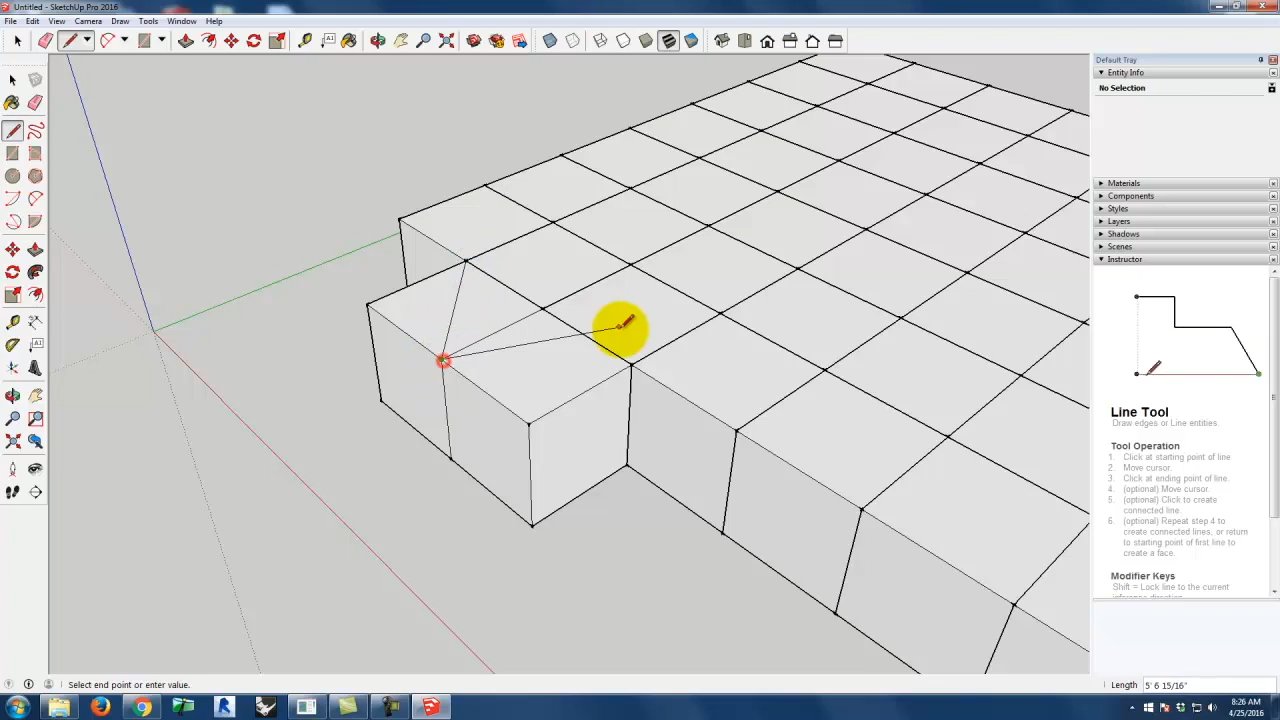 Untitled - SketchUp Pro 2016
File Edit View Camera Draw Tools Window Help
Default Tray
Entity Info
No Selection
Materials
Components
Styles
Layers
Shadows
Scenes
Instructor
Line Tool
Draw edges or Line entities.
Tool Operation
1. Click at starting point of line
2. Move cursor.
3. Click at ending point of line.
4. (optional) Move cursor.
5. (optional) Click to create
connected line.
6. (optional) Repeat step 4 to
create connected lines, or return
to starting point of first line to
create a face.
Modifier Keys
Shift = Lock line to the current
Select end point or enter value.
Length 5' 6 15/16"
8:26 AM
4/25/2016